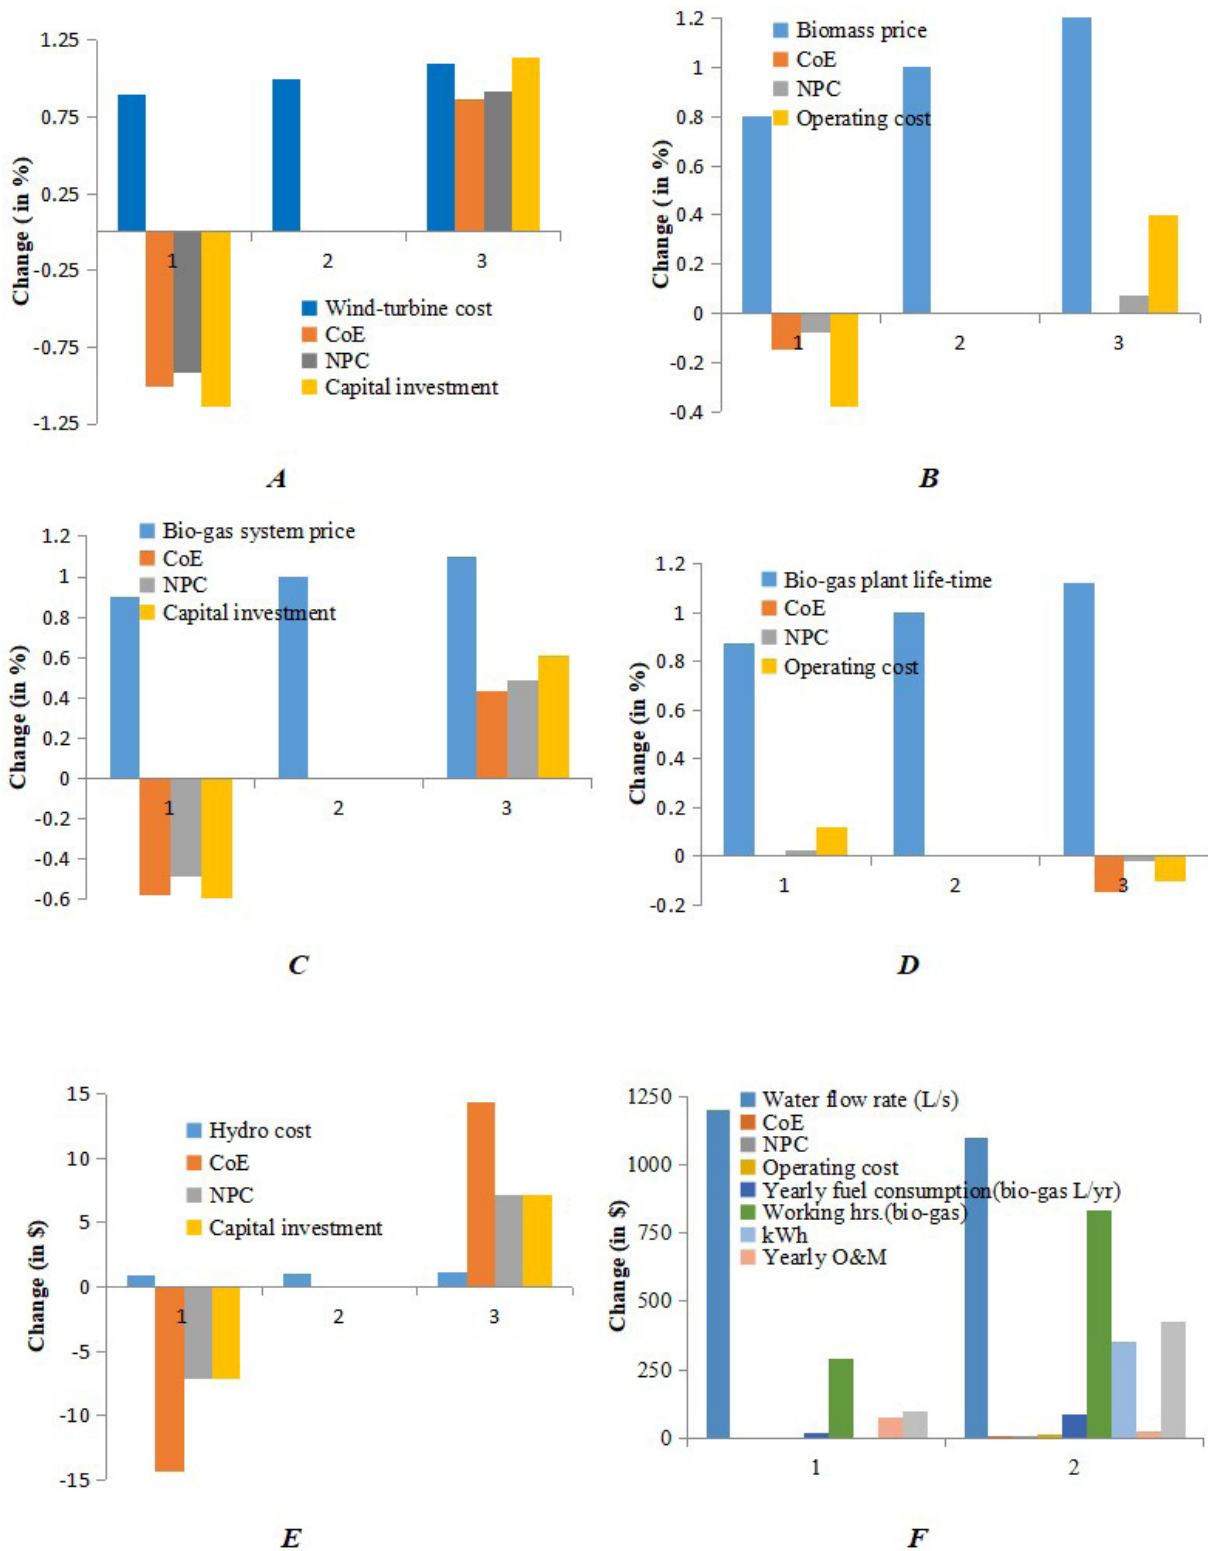 1.25
0.75
0.25
-0.25
-0.75
-1.25
Change ( in %)
1
2
3
Wind-turbine cost
CoE
NPC
Capital investment
A
1.2
1
0.8
0.6
0.4
0.2
0
-0.2
-0.4
Change ( in %)
Biomass price
CoE
NPC
Operating cost
1
2
3
B
1.2
1
0.8
0.6
0.4
0.2
0
-0.2
-0.4
-0.6
Change (in %)
Bio-gas system price
CoE
NPC
Capital investment
1
2
3
C
1.2
1
0.8
0.6
0.4
0.2
0
-0.2
Change (in %)
Bio-gas plant life-time
CoE
NPC
Operating cost
1
2
3
D
15
10
5
0
-5
-10
-15
Change (in $)
Hydro cost
CoE
NPC
Capital investment
1
2
3
E
1250
1000
750
500
250
0
Change (in $)
Water flow rate (L/s)
CoE
NPC
Operating cost
Yearly fuel consumption(bio-gas L/yr)
Working hrs.(bio-gas)
kWh
Yearly O&M
1
2
F